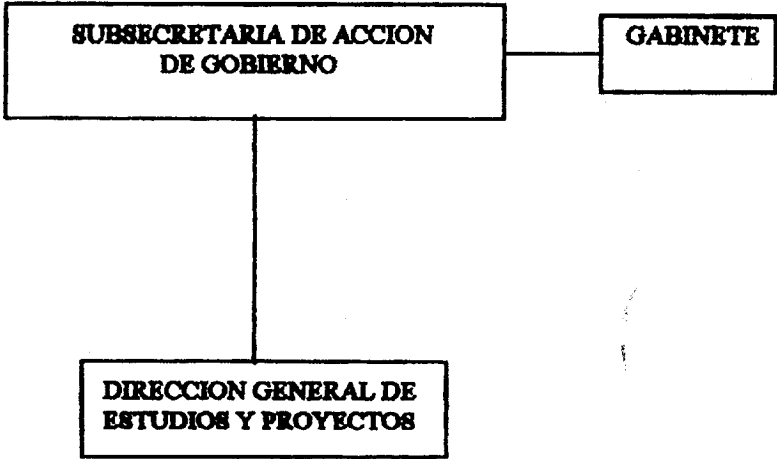 SUBSECRETARIA DE ACCION
DE GOBIERNO
GABINETE
DIRECCION GENERAL DE
ESTUDIOS Y PROYECTOS